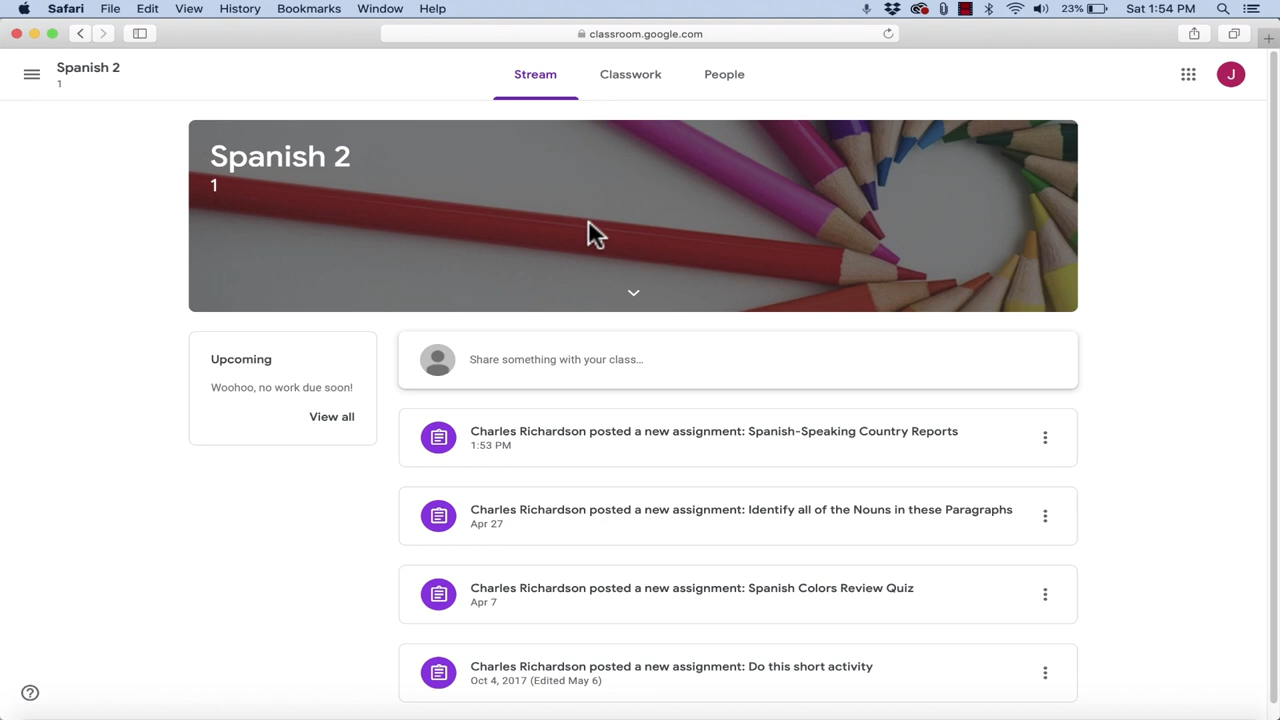 Safari File Edit View History Bookmarks Window Help 23% Sat 1:54 PM
classroom.google.com
Spanish 2
1
Stream Classwork People
J
Spanish 2
1
Upcoming
Woohoo, no work due soon!
View all
Share something with your class...
Charles Richardson posted a new assignment: Spanish-Speaking Country Reports
1:53 PM
Charles Richardson posted a new assignment: Identify all of the Nouns in these Paragraphs
Apr 27
Charles Richardson posted a new assignment: Spanish Colors Review Quiz
Apr 7
Charles Richardson posted a new assignment: Do this short activity
Oct 4, 2017 (Edited May 6)